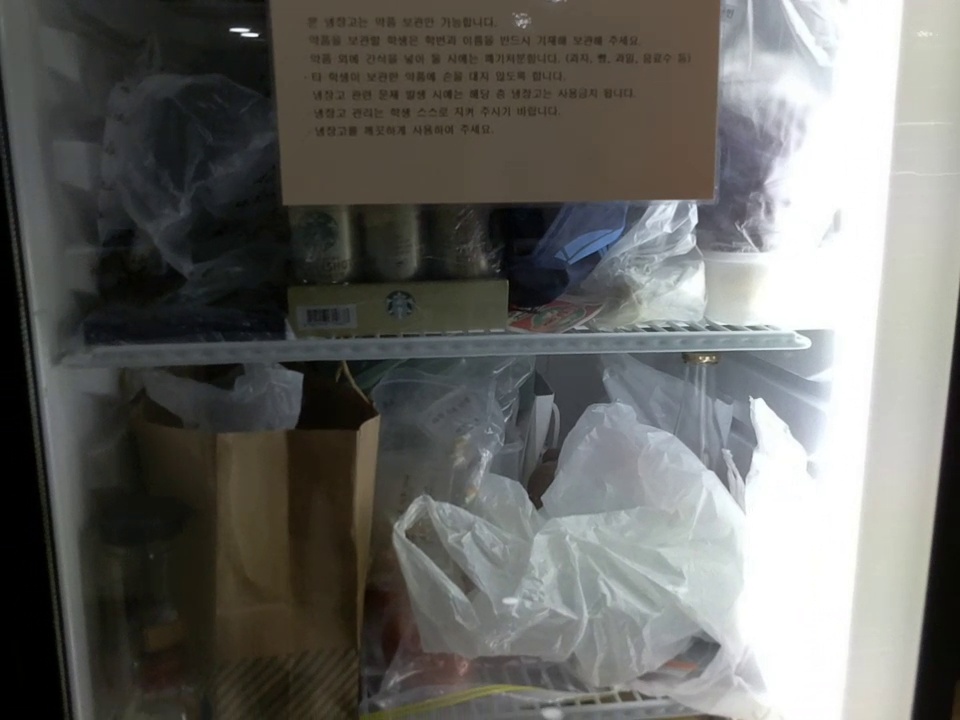 본 냉장고는 약품 보관만 가능합니다.
약품을 보관할 학생은 학번과 이름을 반드시 기재해 보관해 주세요.
약품 외에 간식을 넣어 둘 시에는 폐기처분합니다. (과자, 빵, 과일, 음료수 등)
· 타 학생이 보관한 약품에 손을 대지 않도록 합니다.
· 냉장고 관련 문제 발생 시에는 해당 층 냉장고는 사용금지 됩니다.
· 냉장고 관리는 학생 스스로 지켜 주시기 바랍니다.
· 냉장고를 깨끗하게 사용하여 주세요.